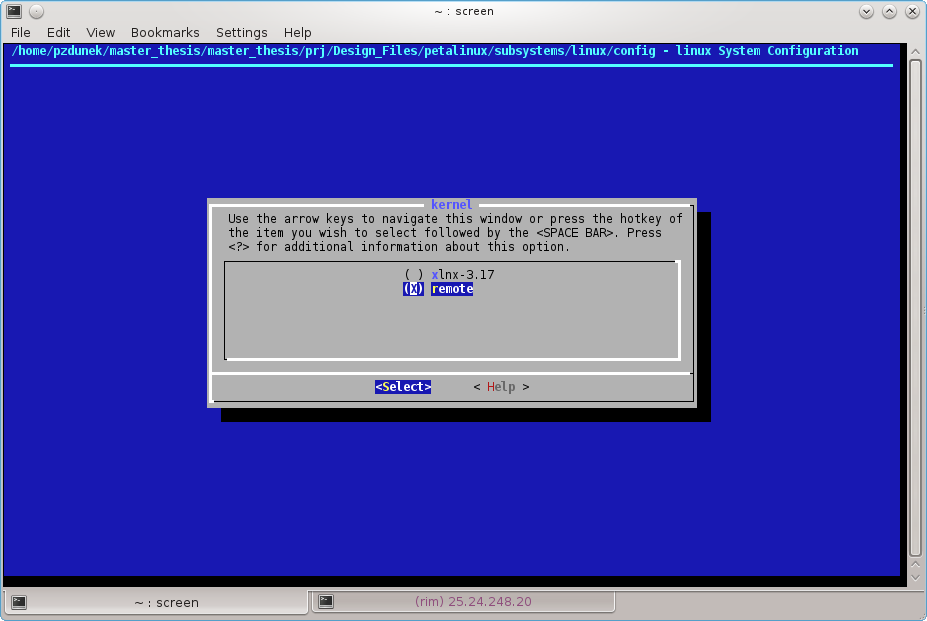 ~ : screen
File Edit View Bookmarks Settings Help
/home/pzdunek/master_thesis/master_thesis/prj/Design_Files/petalinux/subsystems/linux/config - linux System Configuration
kernel
Use the arrow keys to navigate this window or press the hotkey of
the item you wish to select followed by the <SPACE BAR>. Press
<?> for additional information about this option.
( ) xlnx-3.17
(X) remote
<Select> < Help >
~ : screen
(rim) 25.24.248.20